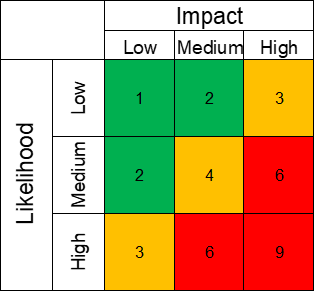 Impact
Low Medium High
Likelihood
Low 1 2 3
Medium 2 4 6
High 3 6 9